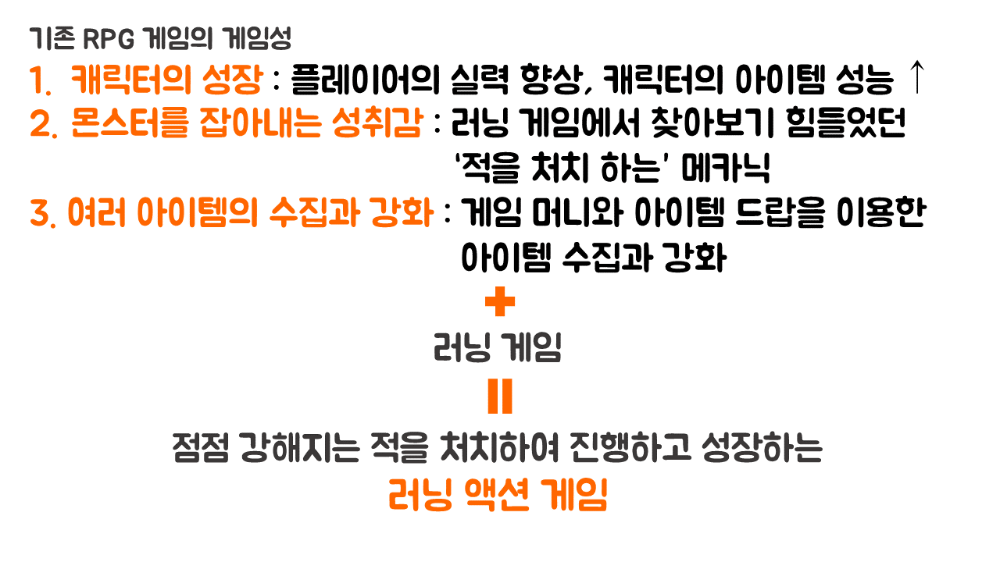 기존 RPG 게임의 게임성
1. 캐릭터의 성장 : 플레이어의 실력 향상, 캐릭터의 아이템 성능 ↑
2. 몬스터를 잡아내는 성취감 : 러닝 게임에서 찾아보기 힘들었던
‘적을 처치 하는’ 메카닉
3. 여러 아이템의 수집과 강화 : 게임 머니와 아이템 드랍을 이용한
아이템 수집과 강화
+
러닝 게임
=
점점 강해지는 적을 처치하여 진행하고 성장하는
러닝 액션 게임